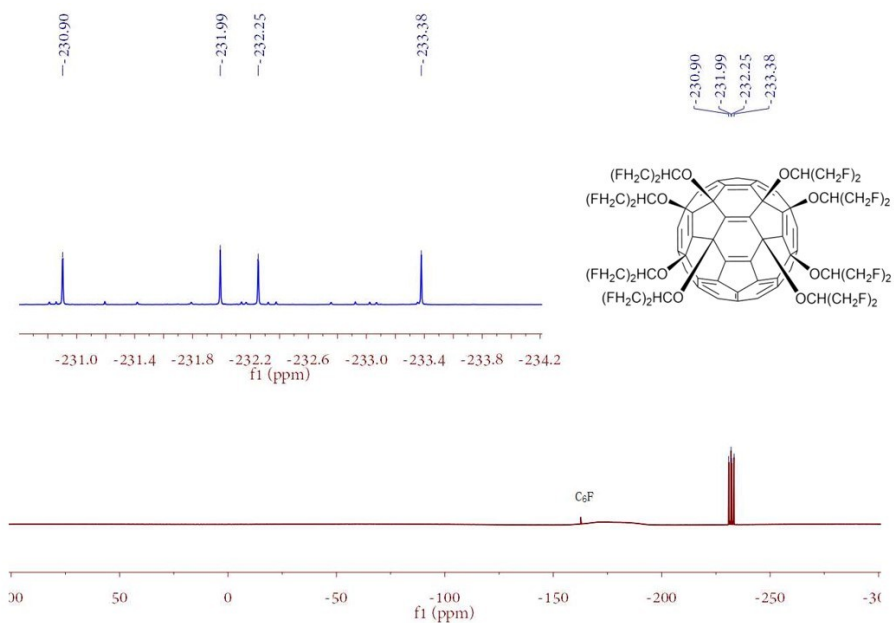 -230.90
-231.99
-232.25
-233.38
-231.0 -231.4 -231.8 -232.2 -232.6 -233.0 -233.4 -233.8 -234.2
f1 (ppm)
-230.90
-231.99
-232.25
-233.38
(FH₂C)₂HCO OCH(CH₂F)₂
(FH₂C)₂HCO OCH(CH₂F)₂
(FH₂C)₂HCO OCH(CH₂F)₂
(FH₂C)₂HCO OCH(CH₂F)₂
C₆F
00 50 0 -50 -100 -150 -200 -250 -30
f1 (ppm)